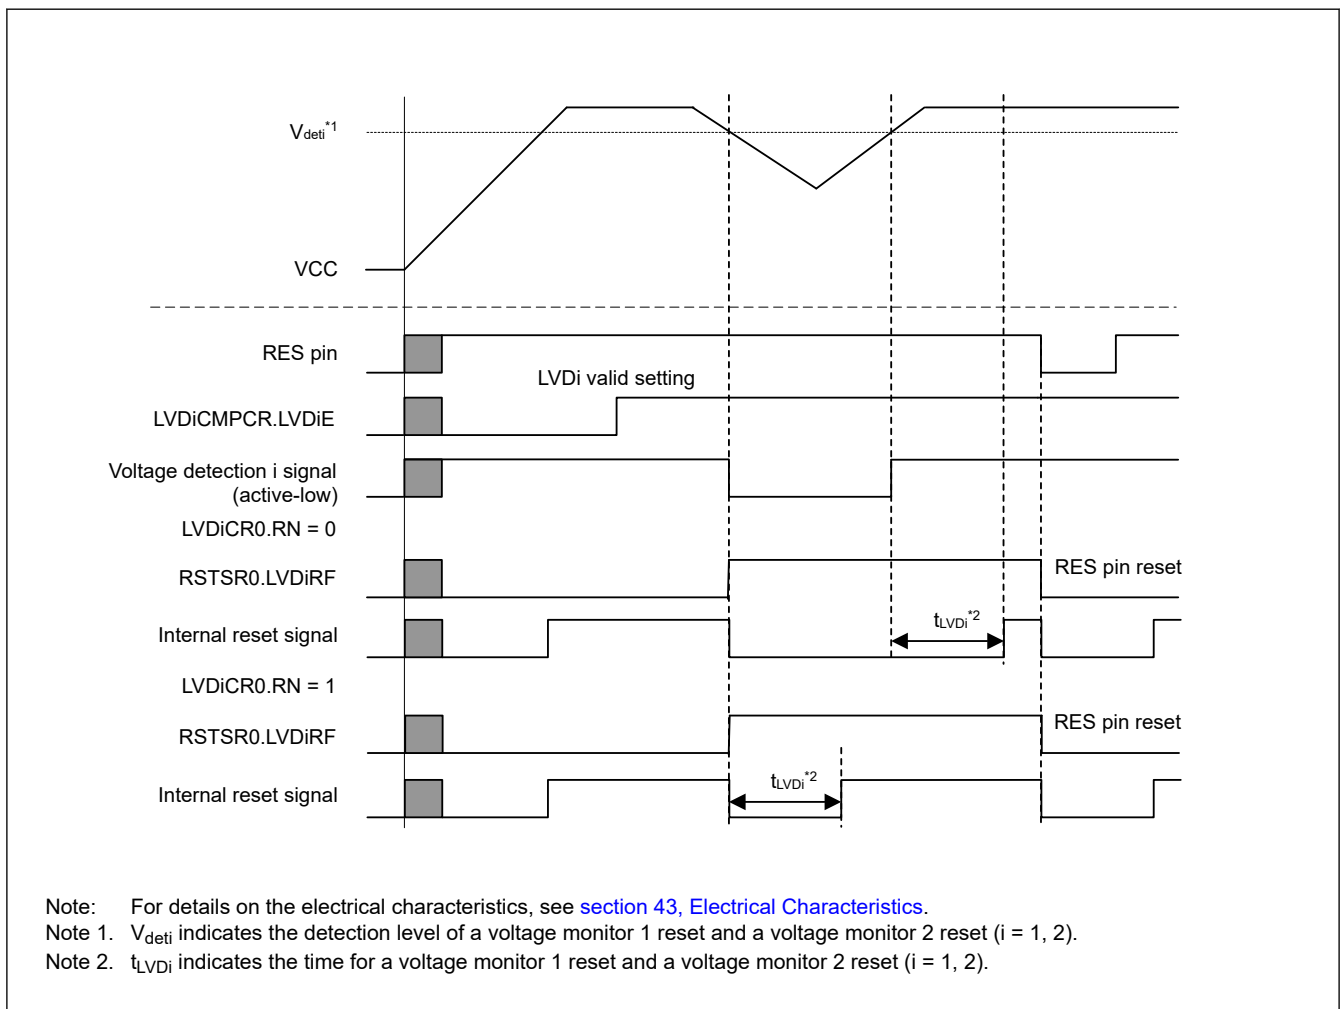 Vdeti*1
VCC
RES pin
LVDi valid setting
LVDiCMPCR.LVDiE
Voltage detection i signal
(active-low)
LVDiCR0.RN = 0
RSTSR0.LVDiRF
RES pin reset
Internal reset signal
tLVDi*2
LVDiCR0.RN = 1
RSTSR0.LVDiRF
RES pin reset
Internal reset signal
tLVDi*2
Note: For details on the electrical characteristics, see section 43, Electrical Characteristics.
Note 1. Vdeti indicates the detection level of a voltage monitor 1 reset and a voltage monitor 2 reset (i = 1, 2).
Note 2. tLVDi indicates the time for a voltage monitor 1 reset and a voltage monitor 2 reset (i = 1, 2).